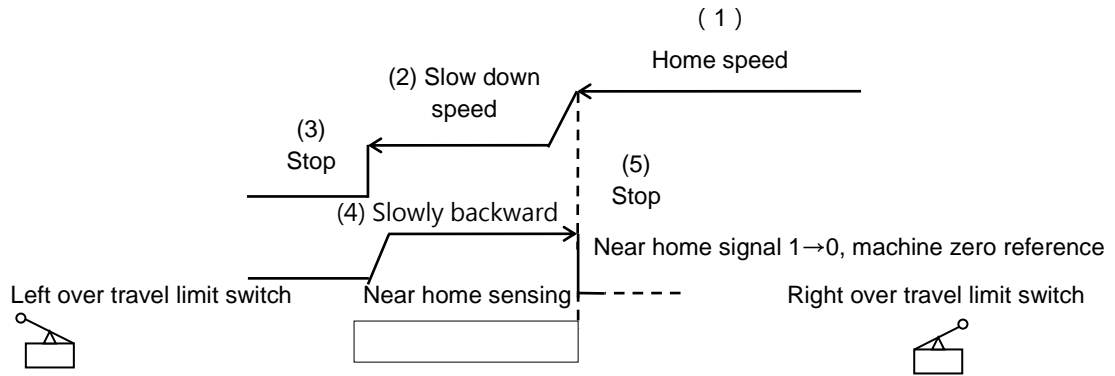 ( 1 )
Home speed
(2) Slow down
speed
(3)
Stop
(5)
Stop
(4) Slowly backward
Near home signal 1→0, machine zero reference
Left over travel limit switch
Near home sensing
Right over travel limit switch